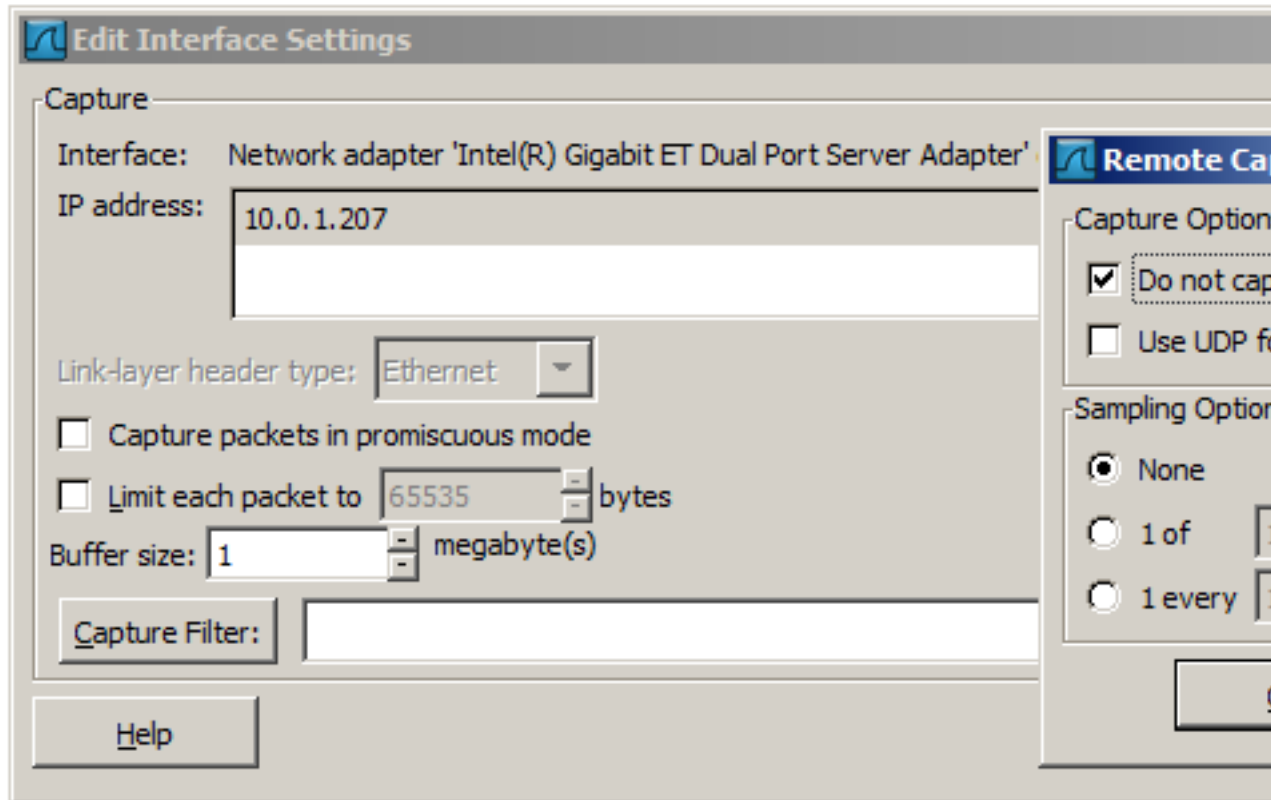 Edit Interface Settings
Capture
Interface: Network adapter 'Intel(R) Gigabit ET Dual Port Server Adapter'
IP address: 10.0.1.207
Link-layer header type: Ethernet
Capture packets in promiscuous mode
Limit each packet to 65535 bytes
Buffer size: 1 megabyte(s)
Capture Filter:
Help
Remote Ca
Capture Option
Do not cap
Use UDP fo
Sampling Option
None
1 of
1 every